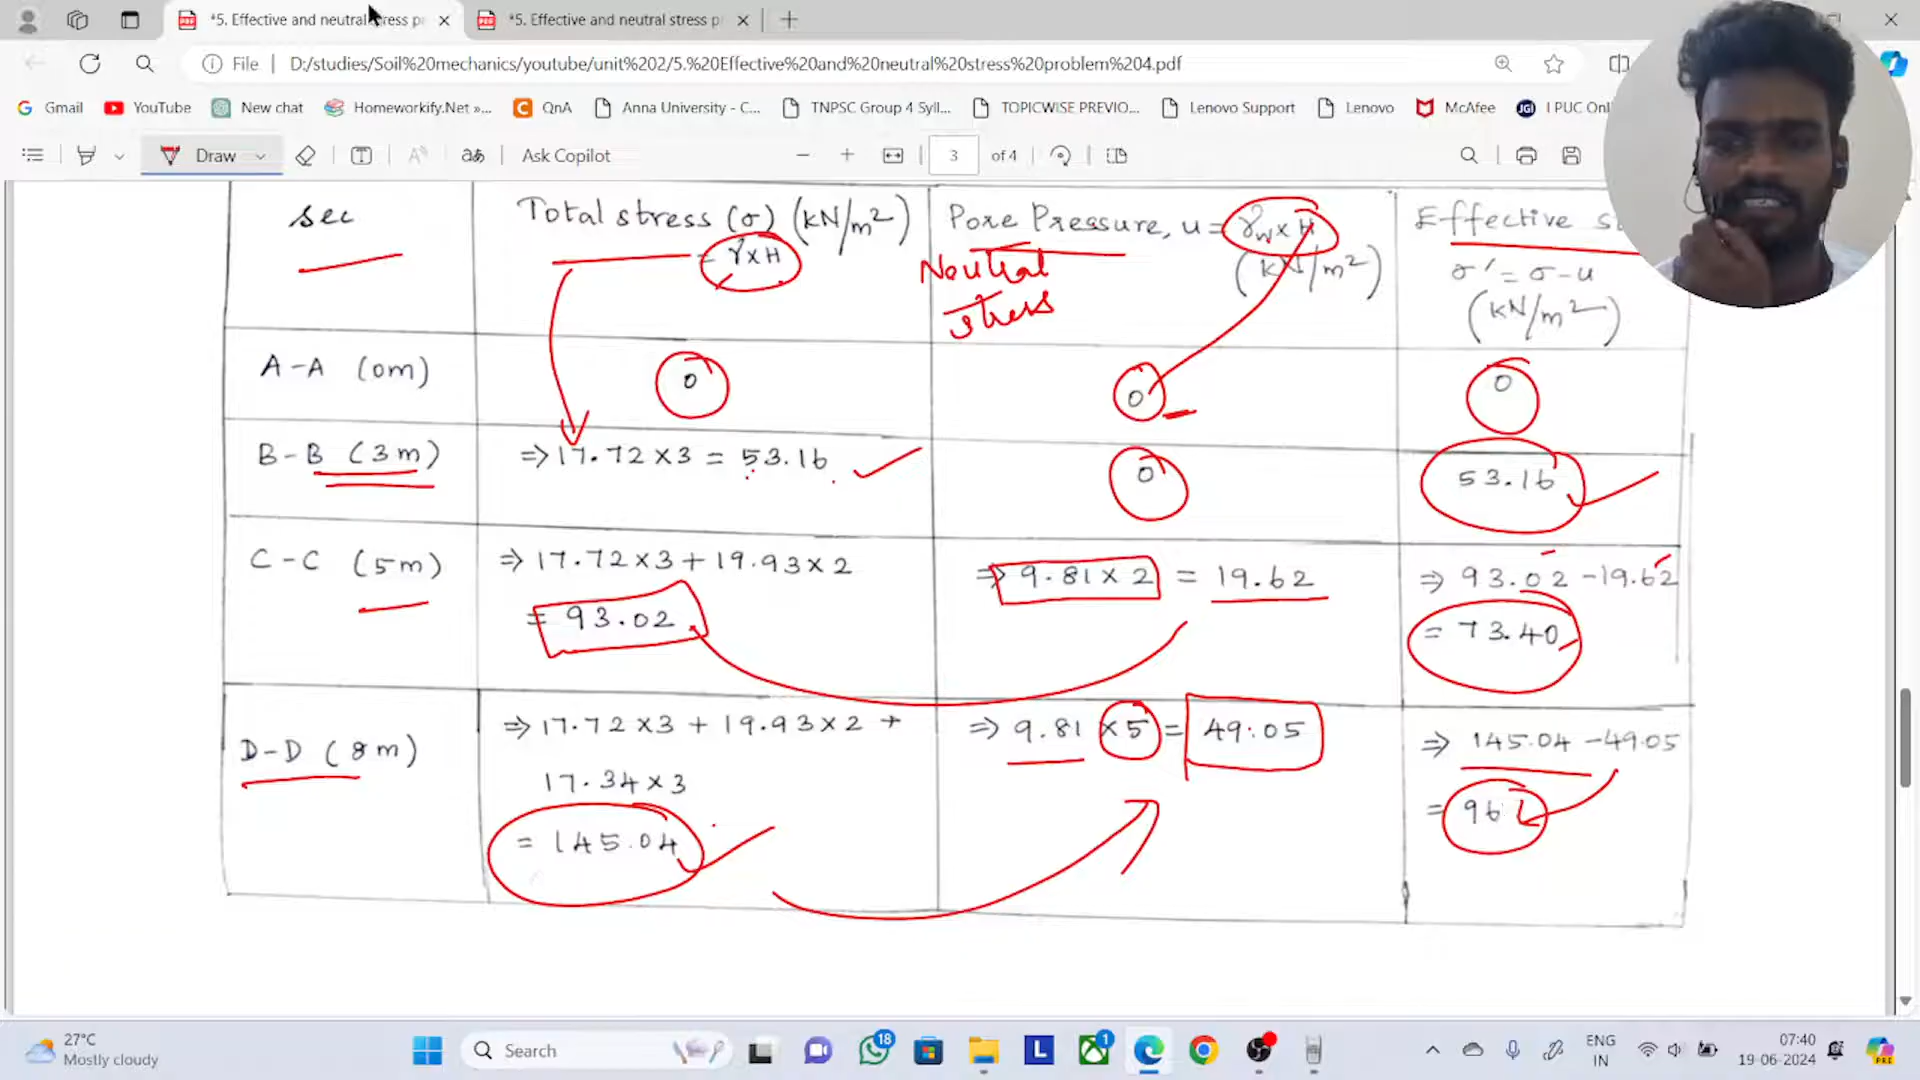 *5. Effective and neutral stress pr
*5. Effective and neutral stress p
File
D:/studies/Soil%20mechanics/youtube/unit%202/5.%20Effective%20and%20neutral%20stress%20problem%204.pdf
Gmail
YouTube
New chat
Homeworkify.Net »...
QnA
Anna University - C...
TNPSC Group 4 Syll...
TOPICWISE PREVIO...
Lenovo Support
Lenovo
McAfee
I PUC Onl
Draw
Ask Copilot
3 of 4
sec
Total stress (σ) (kN/m²)
= γ×H
Pore Pressure, u = γw × H
(kN/m²)
Neutral
stress
Effective s
σ' = σ-u
(kN/m²)
A-A (0m)
0
0
0
B-B (3m)
⇒ 17.72×3 = 53.16
0
53.16
C-C (5m)
⇒ 17.72×3 + 19.93×2
= 93.02
⇒ 9.81 × 2 = 19.62
⇒ 93.02 - 19.62
= 73.40
D-D (8m)
⇒ 17.72×3 + 19.93×2 +
17.34×3
= 145.04
⇒ 9.81 × 5 = 49.05
⇒ 145.04 - 49.05
= 96
27°C
Mostly cloudy
Search
18
1
ENG
IN
07:40
19-06-2024